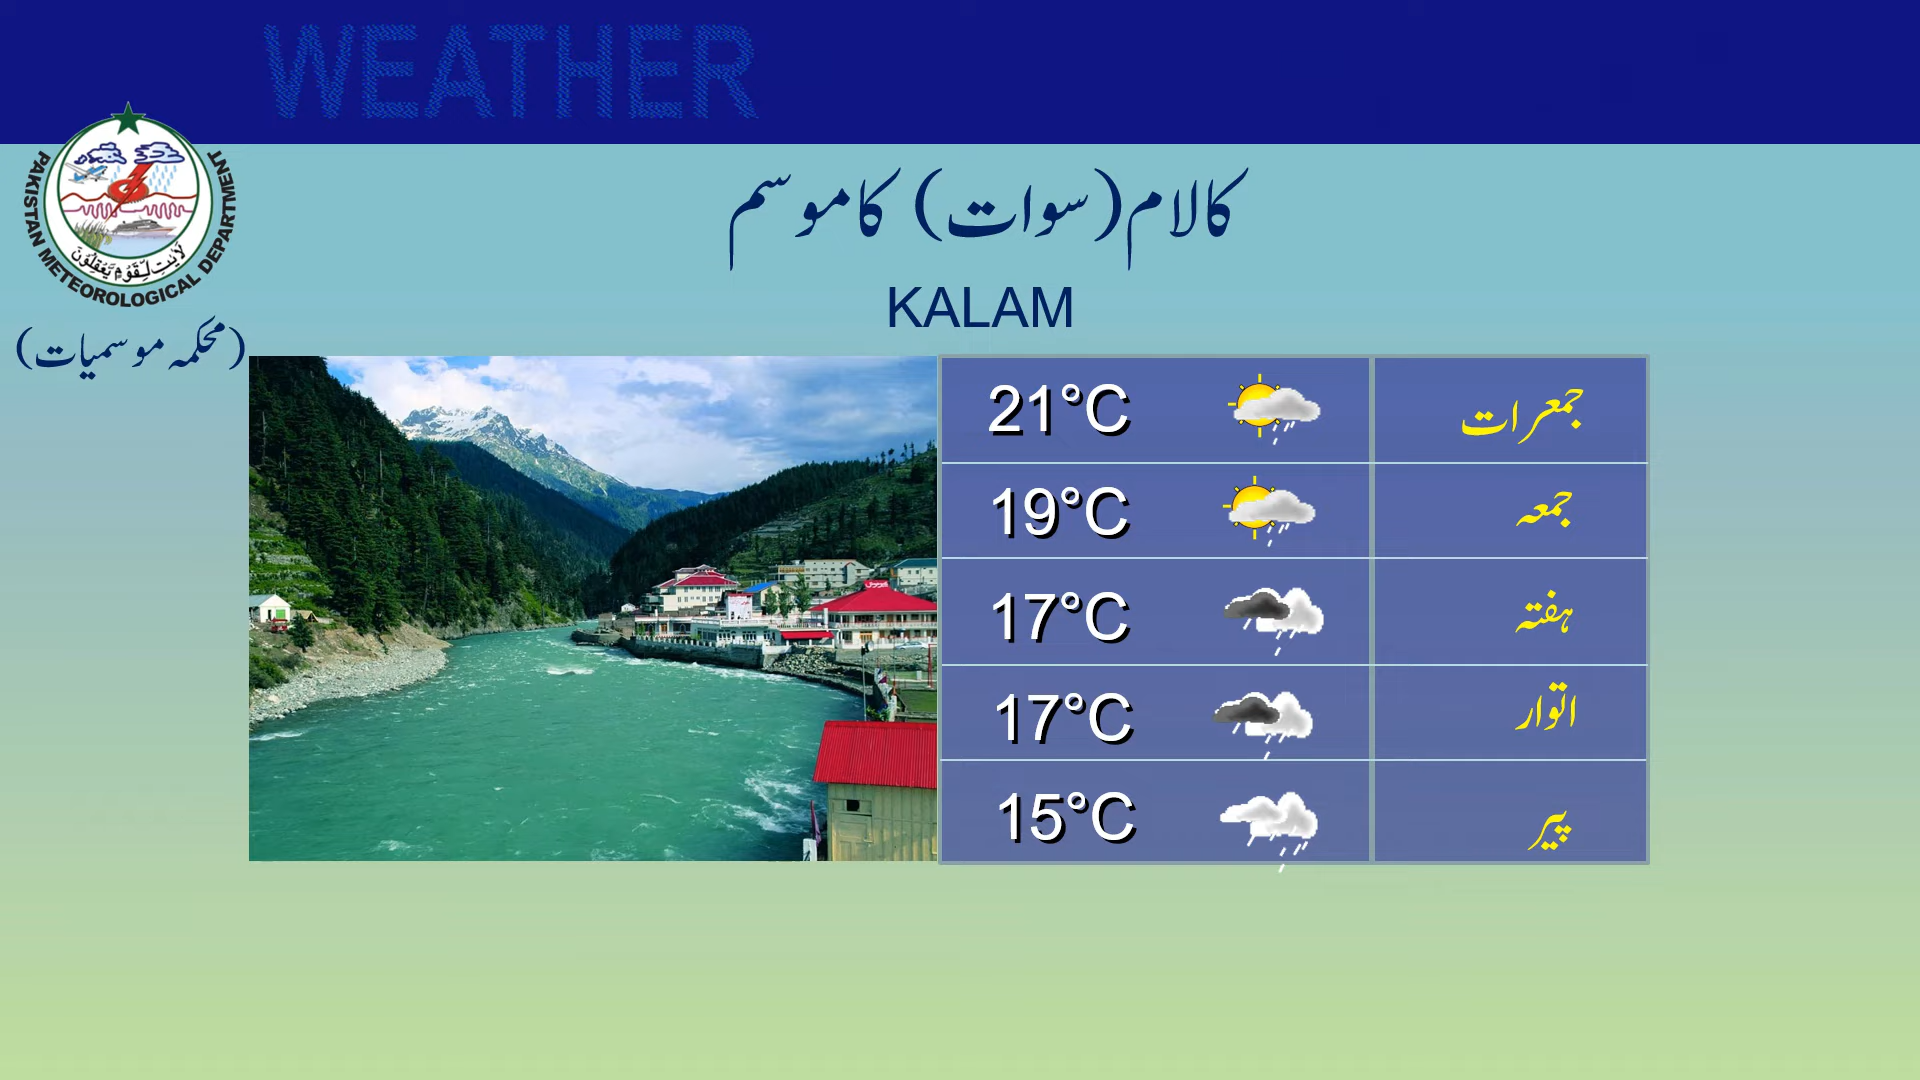 WEATHER
PAKISTAN METEOROLOGICAL DEPARTMENT
لَاٰیٰتٍ لِّقَوْمٍ یَّعْقِلُوْنَ
(محکمہ موسمیات)
کالام (سوات) کا موسم
KALAM
جمعرات 21°C
جمعہ 19°C
ہفتہ 17°C
اتوار 17°C
پیر 15°C